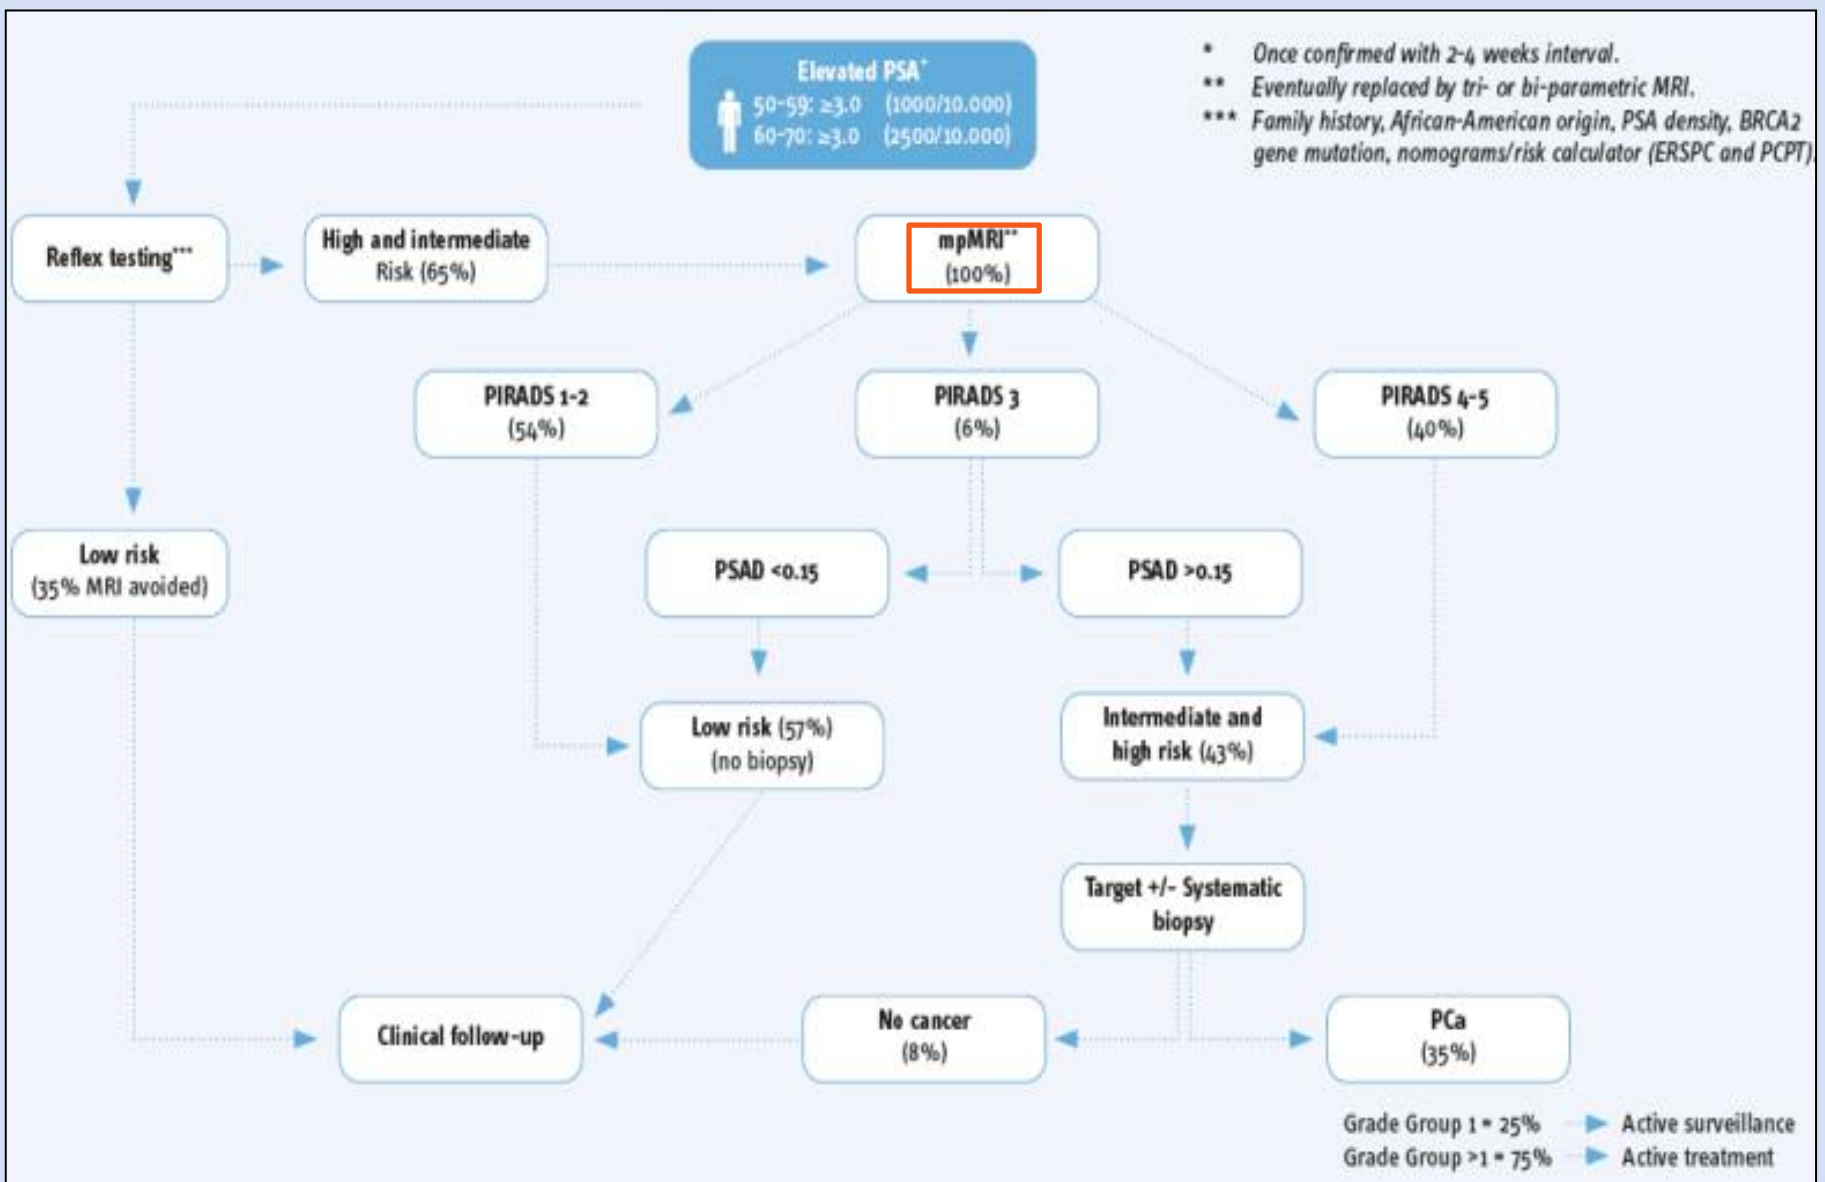 Elevated PSA*
50-59: ≥3.0 (1000/10.000)
60-70: ≥3.0 (2500/10.000)
* Once confirmed with 2-4 weeks interval.
** Eventually replaced by tri- or bi-parametric MRI.
*** Family history, African-American origin, PSA density, BRCA2
gene mutation, nomograms/risk calculator (ERSPC and PCPT).
Reflex testing***
High and intermediate
Risk (65%)
mpMRI**
(100%)
PIRADS 1-2
(54%)
PIRADS 3
(6%)
PIRADS 4-5
(40%)
Low risk
(35% MRI avoided)
PSAD <0.15
PSAD >0.15
Low risk (57%)
(no biopsy)
Intermediate and
high risk (43%)
Target +/- Systematic
biopsy
Clinical follow-up
No cancer
(8%)
PCa
(35%)
Grade Group 1 = 25% Active surveillance
Grade Group >1 = 75% Active treatment